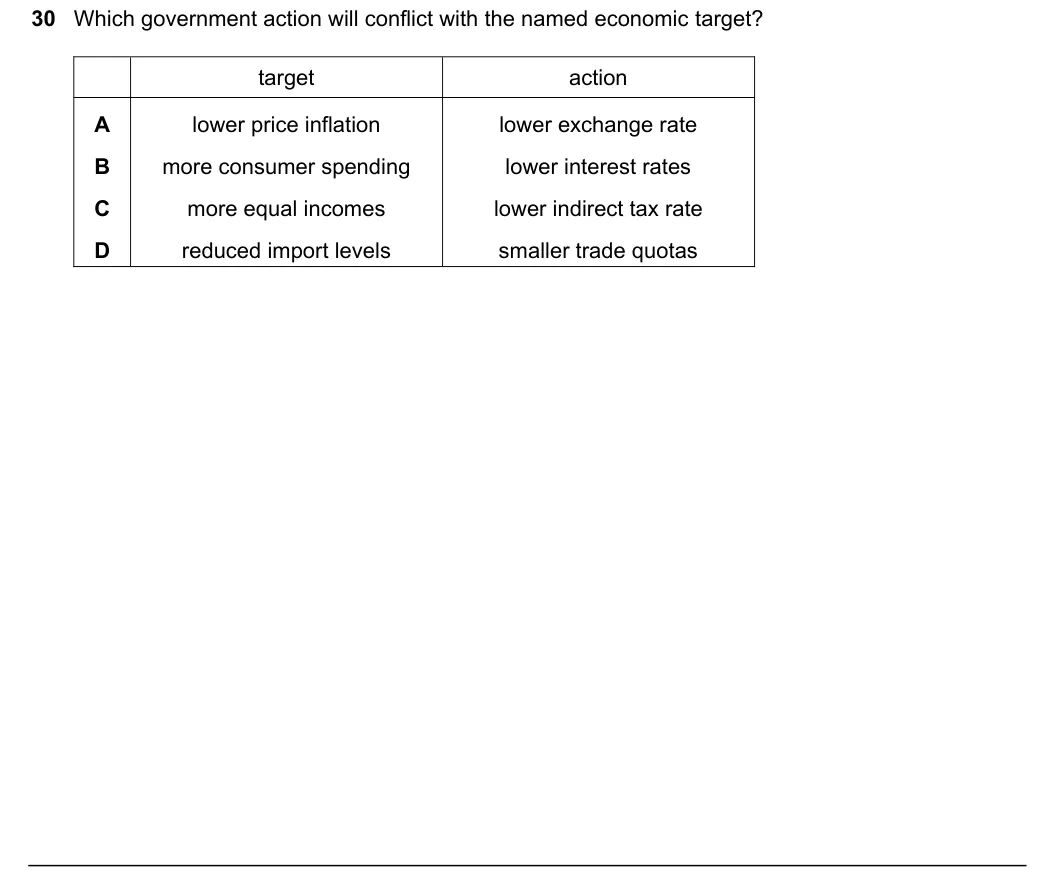 30 Which government action will conflict with the named economic target?
target action
A lower price inflation lower exchange rate
B more consumer spending lower interest rates
C more equal incomes lower indirect tax rate
D reduced import levels smaller trade quotas